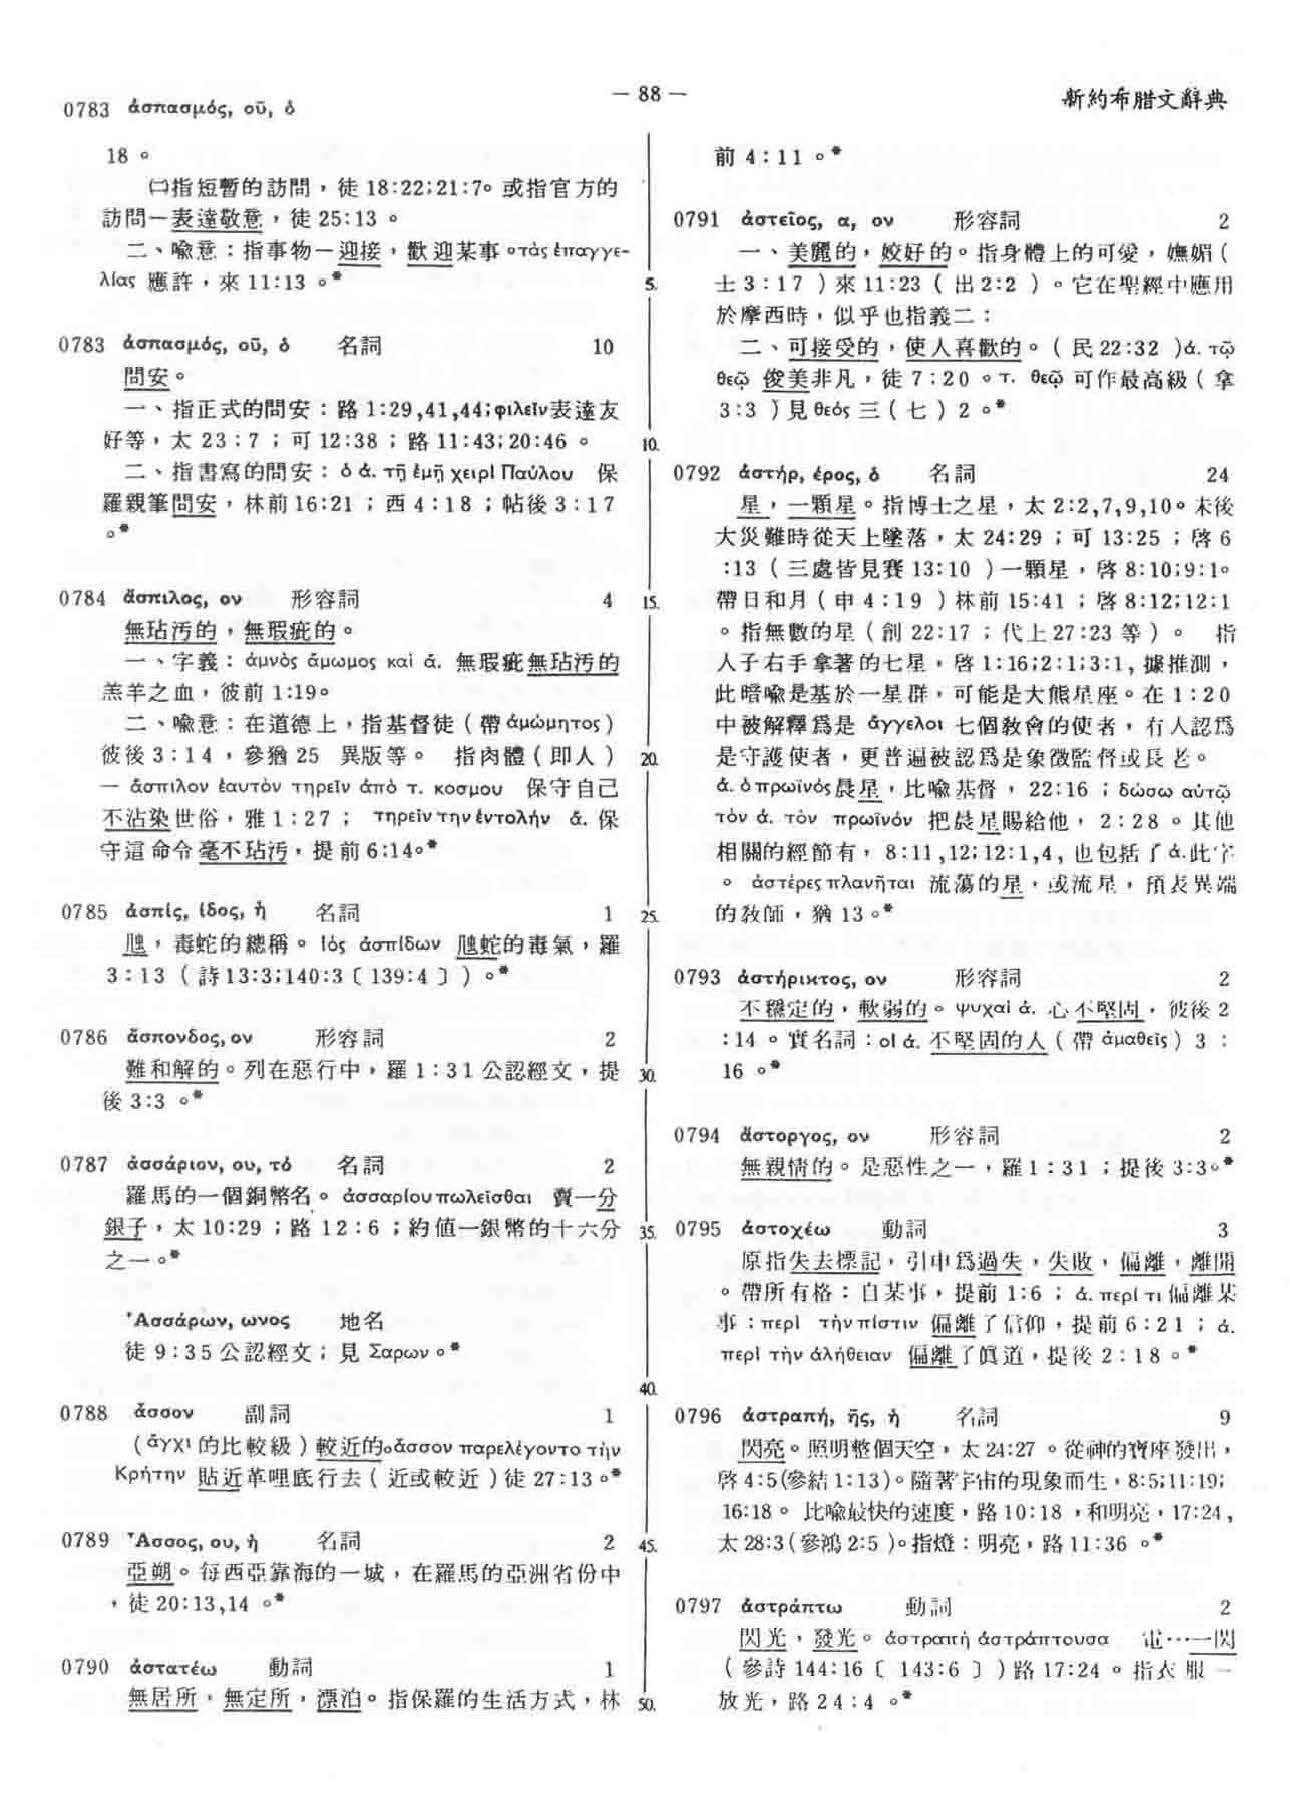 0783 ἀσπασμός, οῦ, ὁ
— 88 —
新約希腊文辭典
18 。
㈡指短暫的訪問，徒 18:22;21:7。或指官方的
訪問—表達敬意，徒 25:13 。
二、喩意：指事物—迎接，歡迎某事。τὰς ἐπαγγε-
λίας 應許，來 11:13 。*
0783 ἀσπασμός, οῦ, ὁ 名詞 10
問安。
一、指正式的問安：路 1:29,41,44;φιλεῖν表達友
好等，太 23:7 ；可 12:38 ；路 11:43;20:46 。
二、指書寫的問安：ὁ ἀ. τῇ ἐμῇ χειρὶ Παύλου 保
羅親筆問安，林前 16:21 ；西 4:18 ；帖後 3:17
。*
0784 ἄσπιλος, ον 形容詞 4
無玷汚的，無瑕疵的。
一、字義：ἀμνὸς ἄμωμος καὶ ἀ. 無瑕疵無玷汚的
羔羊之血，彼前 1:19。
二、喩意：在道德上，指基督徒（帶 ἀμώμητος）
彼後 3:14 ，參猶 25 異版等。 指肉體（即人）
— ἄσπιλον ἑαυτὸν τηρεῖν ἀπὸ τ. κοσμου 保守自己
不沾染世俗，雅 1:27 ； τηρεῖν την ἐντολήν ἄ. 保
守這命令毫不玷汚，提前 6:14。*
0785 ἀσπίς, ίδος, ἡ 名詞 1
虺，毒蛇的總稱。ἰός ἀσπίδων 虺蛇的毒氣，羅
3:13 （詩 13:3;140:3〔 139:4 〕）。*
0786 ἄσπονδος, ον 形容詞 2
難和解的。列在惡行中，羅 1:31 公認經文，提
後 3:3 。*
0787 ἀσσάριον, ου, τό 名詞 2
羅馬的一個銅幣名。ἀσσαρίου πωλεῖσθαι 賣一分
銀子，太 10:29 ；路 12:6 ；約値一銀幣的十六分
之一。*
Ἀσσάρων, ωνος 地名
徒 9:35 公認經文；見 Σαρων。*
0788 ἆσσον 副詞 1
（ἄγχι 的比較級）較近的。ἆσσον παρελέγοντο τὴν
Κρήτην 貼近革哩底行去（近或較近）徒 27:13 。*
0789 Ἆσσος, ου, ἡ 名詞 2
亞朔。每西亞靠海的一城，在羅馬的亞洲省份中
，徒 20:13,14 。*
0790 ἀστατέω 動詞 1
無居所，無定所，漂泊。指保羅的生活方式，林
5.
10.
15.
20.
25.
30.
35.
40.
45.
50.
前 4:11 。*
0791 ἀστεῖος, α, ον 形容詞 2
一、美麗的，姣好的。指身體上的可愛，嫵媚（
士 3:17 ）來 11:23 （出 2:2 ）。它在聖經中應用
於摩西時，似乎也指義二：
二、可接受的，使人喜歡的。（民 22:32 ）ἀ. τῷ
θεῷ 俊美非凡，徒 7:20 。τ. θεῷ 可作最高級（拿
3:3 ）見 θεός 三（七）2 。*
0792 ἀστήρ, έρος, ὁ 名詞 24
星，一顆星。指博士之星，太 2:2,7,9,10。末後
大災難時從天上墜落，太 24:29 ；可 13:25 ；啓 6
:13 （三處皆見賽 13:10 ）一顆星，啓 8:10;9:1。
帶日和月（申 4:19 ）林前 15:41 ；啓 8:12;12:1
。指無數的星（創 22:17 ；代上 27:23 等）。 指
人子右手拿著的七星，啓 1:16;2:1;3:1, 據推測，
此暗喩是基於一星群，可能是大熊星座。在 1:20
中被解釋爲是 ἄγγελοι 七個教會的使者，有人認爲
是守護使者，更普遍被認爲是象徵監督或長老。
ἀ. ὁ πρωϊνός 晨星，比喩基督， 22:16 ；δώσω αὐτῷ
τὸν ἀ. τὸν πρωϊνόν 把晨星賜給他， 2:28 。其他
相關的經節有， 8:11,12;12:1,4, 也包括了ἀ.此字
。 ἀστέρες πλανῆται 流蕩的星，或流星，預表異端
的教師，猶 13 。*
0793 ἀστήρικτος, ον 形容詞 2
不穩定的，軟弱的。ψυχαὶ ἀ. 心不堅固，彼後 2
:14 。實名詞：οἱ ἀ. 不堅固的人（帶 ἀμαθεῖς）3 :
16 。*
0794 ἄστοργος, ον 形容詞 2
無親情的。是惡性之一，羅 1:31 ；提後 3:3。*
0795 ἀστοχέω 動詞 3
原指失去標記，引申爲過失，失敗，偏離，離開
。帶所有格：自某事，提前 1:6 ；ἀ. περί τι 偏離某
事：περὶ τὴν πίστιν 偏離了信仰，提前 6:21 ；ἀ.
περὶ τὴν ἀλήθειαν 偏離了眞道，提後 2:18 。*
0796 ἀστραπή, ῆς, ἡ 名詞 9
閃亮。照明整個天空，太 24:27 。從神的寶座發出，
啓 4:5(參結 1:13)。隨著宇宙的現象而生，8:5;11:19;
16:18 。 比喩最快的速度，路 10:18 ，和明亮，17:24 ,
太 28:3（參鴻 2:5 ）。指燈：明亮，路 11:36 。*
0797 ἀστράπτω 動詞 2
閃光，發光。ἀστραπή ἀστράπτουσα 電…一閃
（參詩 144:16〔 143:6 〕）路 17:24 。指衣服—
放光，路 24:4 。*